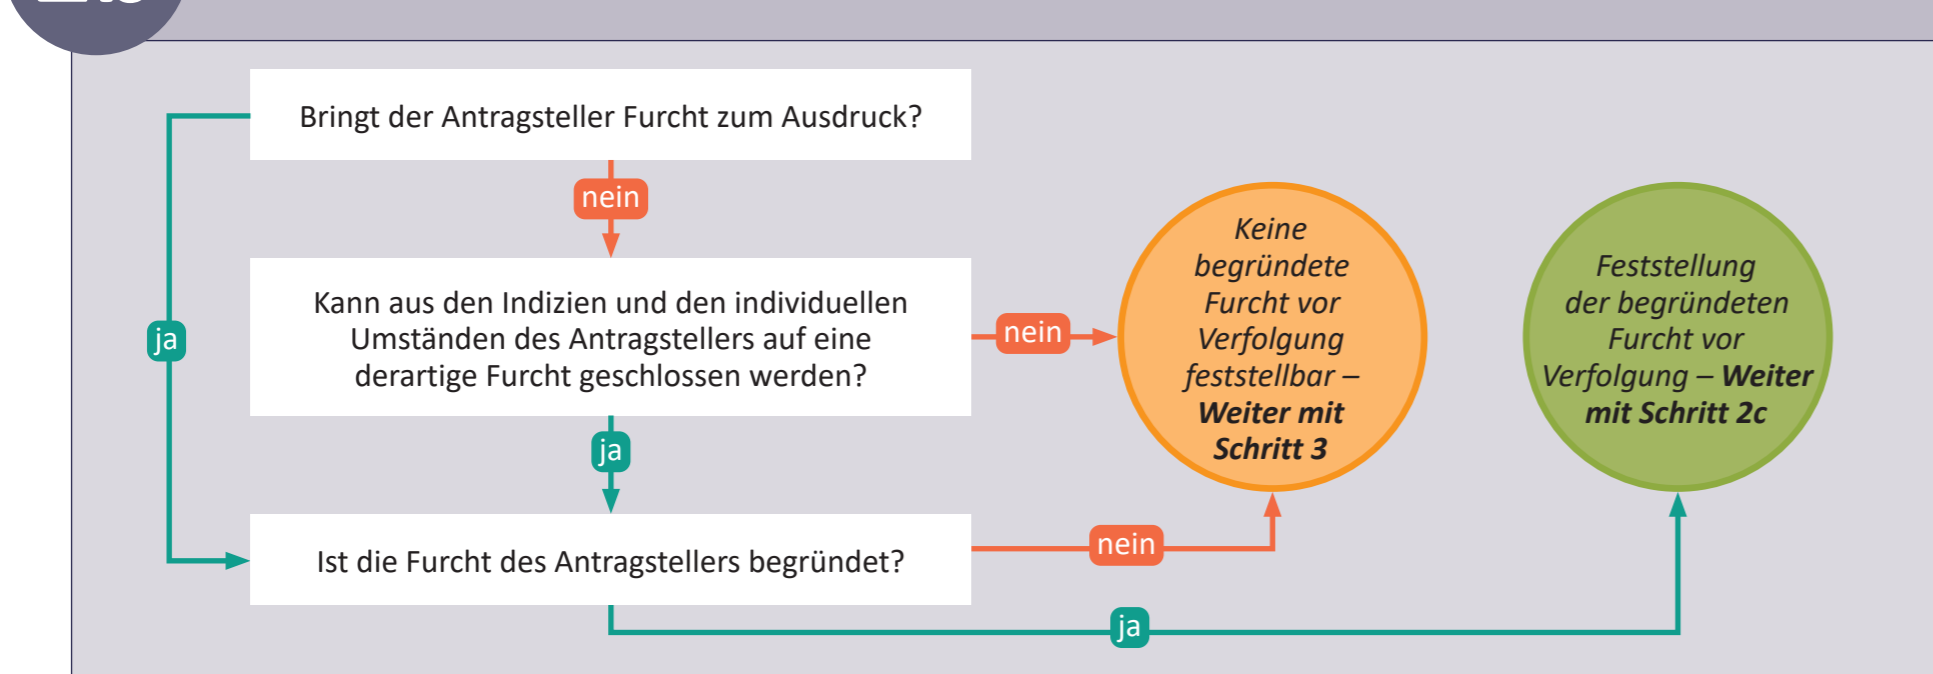 Bringt der Antragsteller Furcht zum Ausdruck?
nein
Kann aus den Indizien und den individuellen
Umständen des Antragstellers auf eine
derartige Furcht geschlossen werden?
ja
nein
ja
Ist die Furcht des Antragstellers begründet?
nein
ja
Keine
begründete
Furcht vor
Verfolgung
feststellbar –
Weiter mit
Schritt 3
Feststellung
der begründeten
Furcht vor
Verfolgung – Weiter
mit Schritt 2c